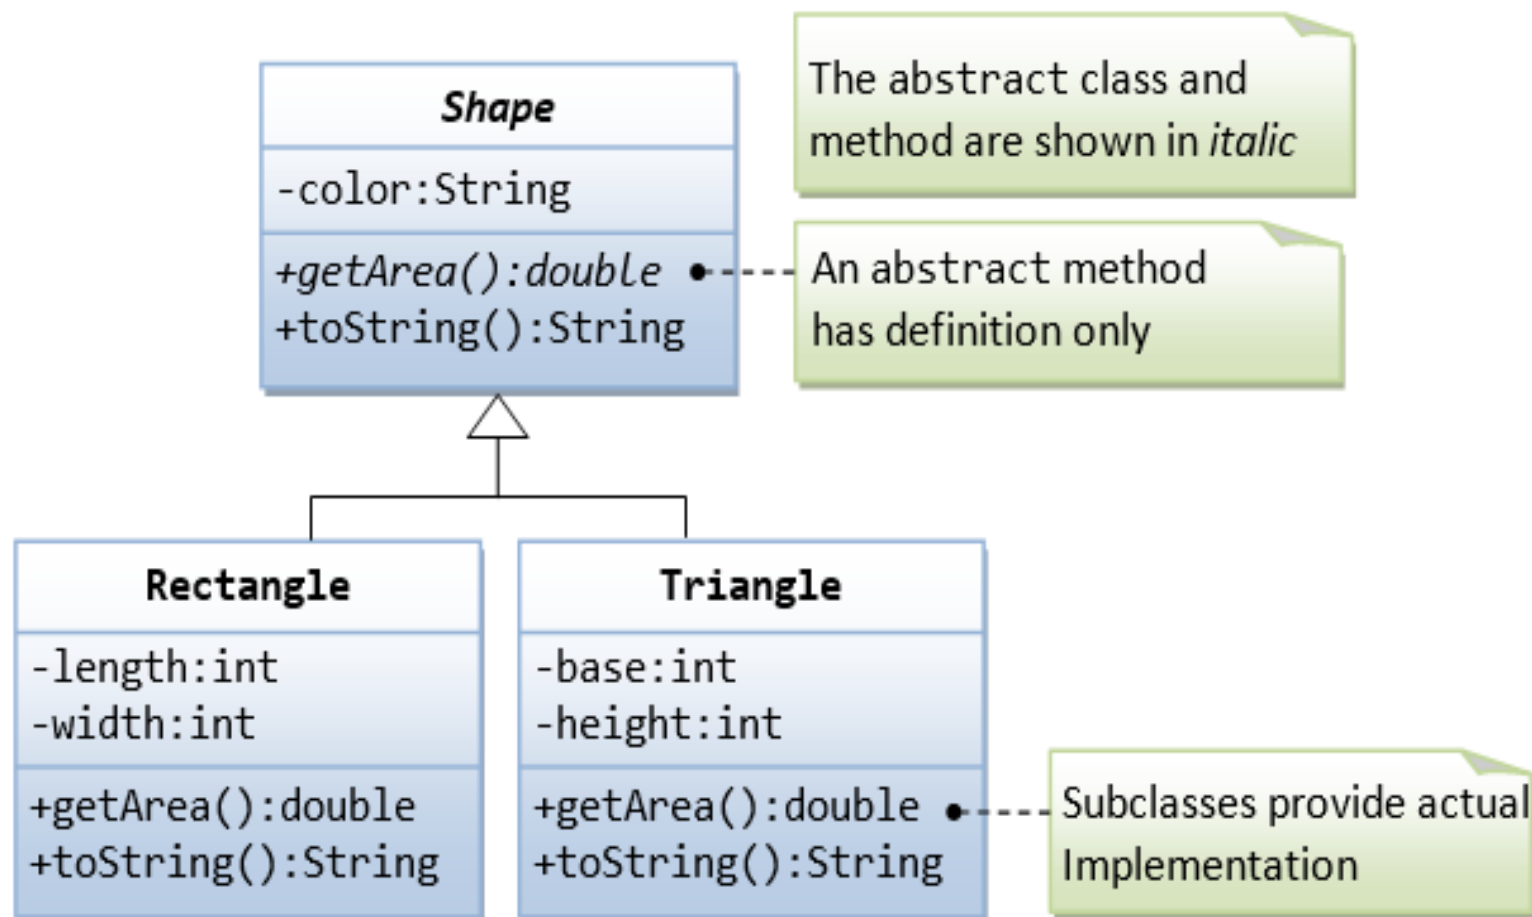 Shape
-color:String
+getArea():double
+toString():String
The abstract class and
method are shown in italic
An abstract method
has definition only
Rectangle
-length:int
-width:int
+getArea():double
+toString():String
Triangle
-base:int
-height:int
+getArea():double
+toString():String
Subclasses provide actual
Implementation